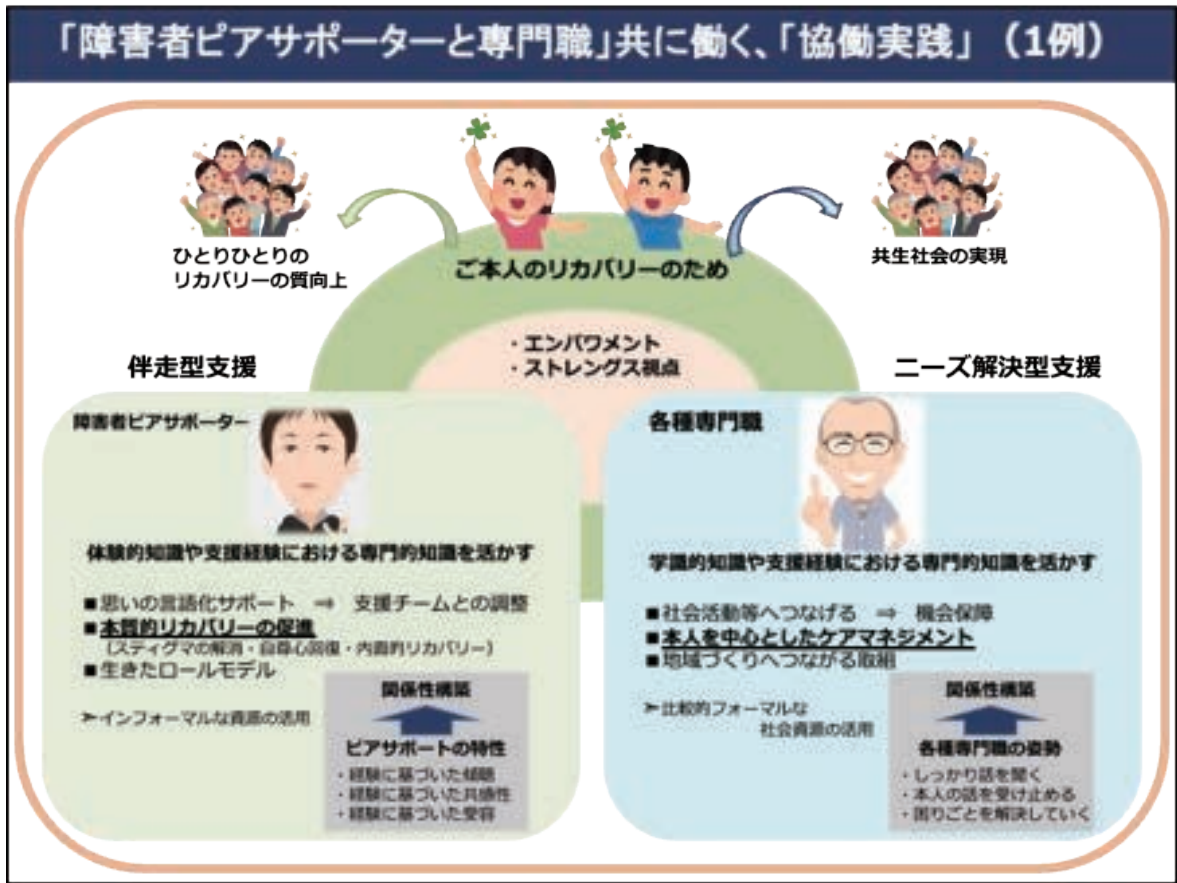 「障害者ピアサポーターと専門職」共に働く、「協働実践」（1例）
ひとりひとりの
リカバリーの質向上
ご本人のリカバリーのため
共生社会の実現
・エンパワメント
・ストレングス視点
伴走型支援
ニーズ解決型支援
障害者ピアサポーター
体験的知識や支援経験における専門的知識を活かす
■思いの言語化サポート ⇒ 支援チームとの調整
■本質的リカバリーの促進
（スティグマの解消・自尊心回復・内面的リカバリー）
■生きたロールモデル
➣インフォーマルな資源の活用
関係性構築
ピアサポートの特性
・経験に基づいた傾聴
・経験に基づいた共感性
・経験に基づいた受容
各種専門職
学識的知識や支援経験における専門的知識を活かす
■社会活動等へつなげる ⇒ 機会保障
■本人を中心としたケアマネジメント
■地域づくりへつながる取組
➣比較的フォーマルな
社会資源の活用
関係性構築
各種専門職の姿勢
・しっかり話を聞く
・本人の話を受け止める
・困りごとを解決していく